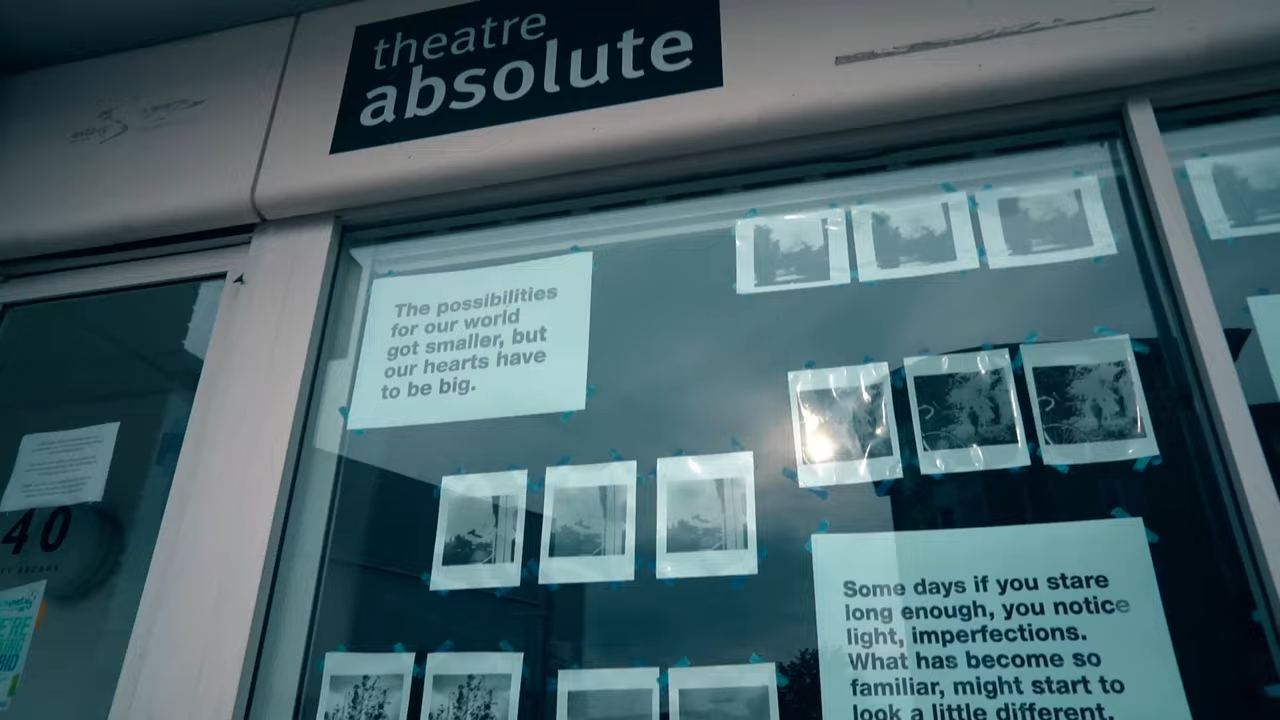 theatre
absolute
The possibilities
for our world
got smaller, but
our hearts have
to be big.
40
Some days if you stare
long enough, you notice
light, imperfections.
What has become so
familiar, might start to
look a little different.